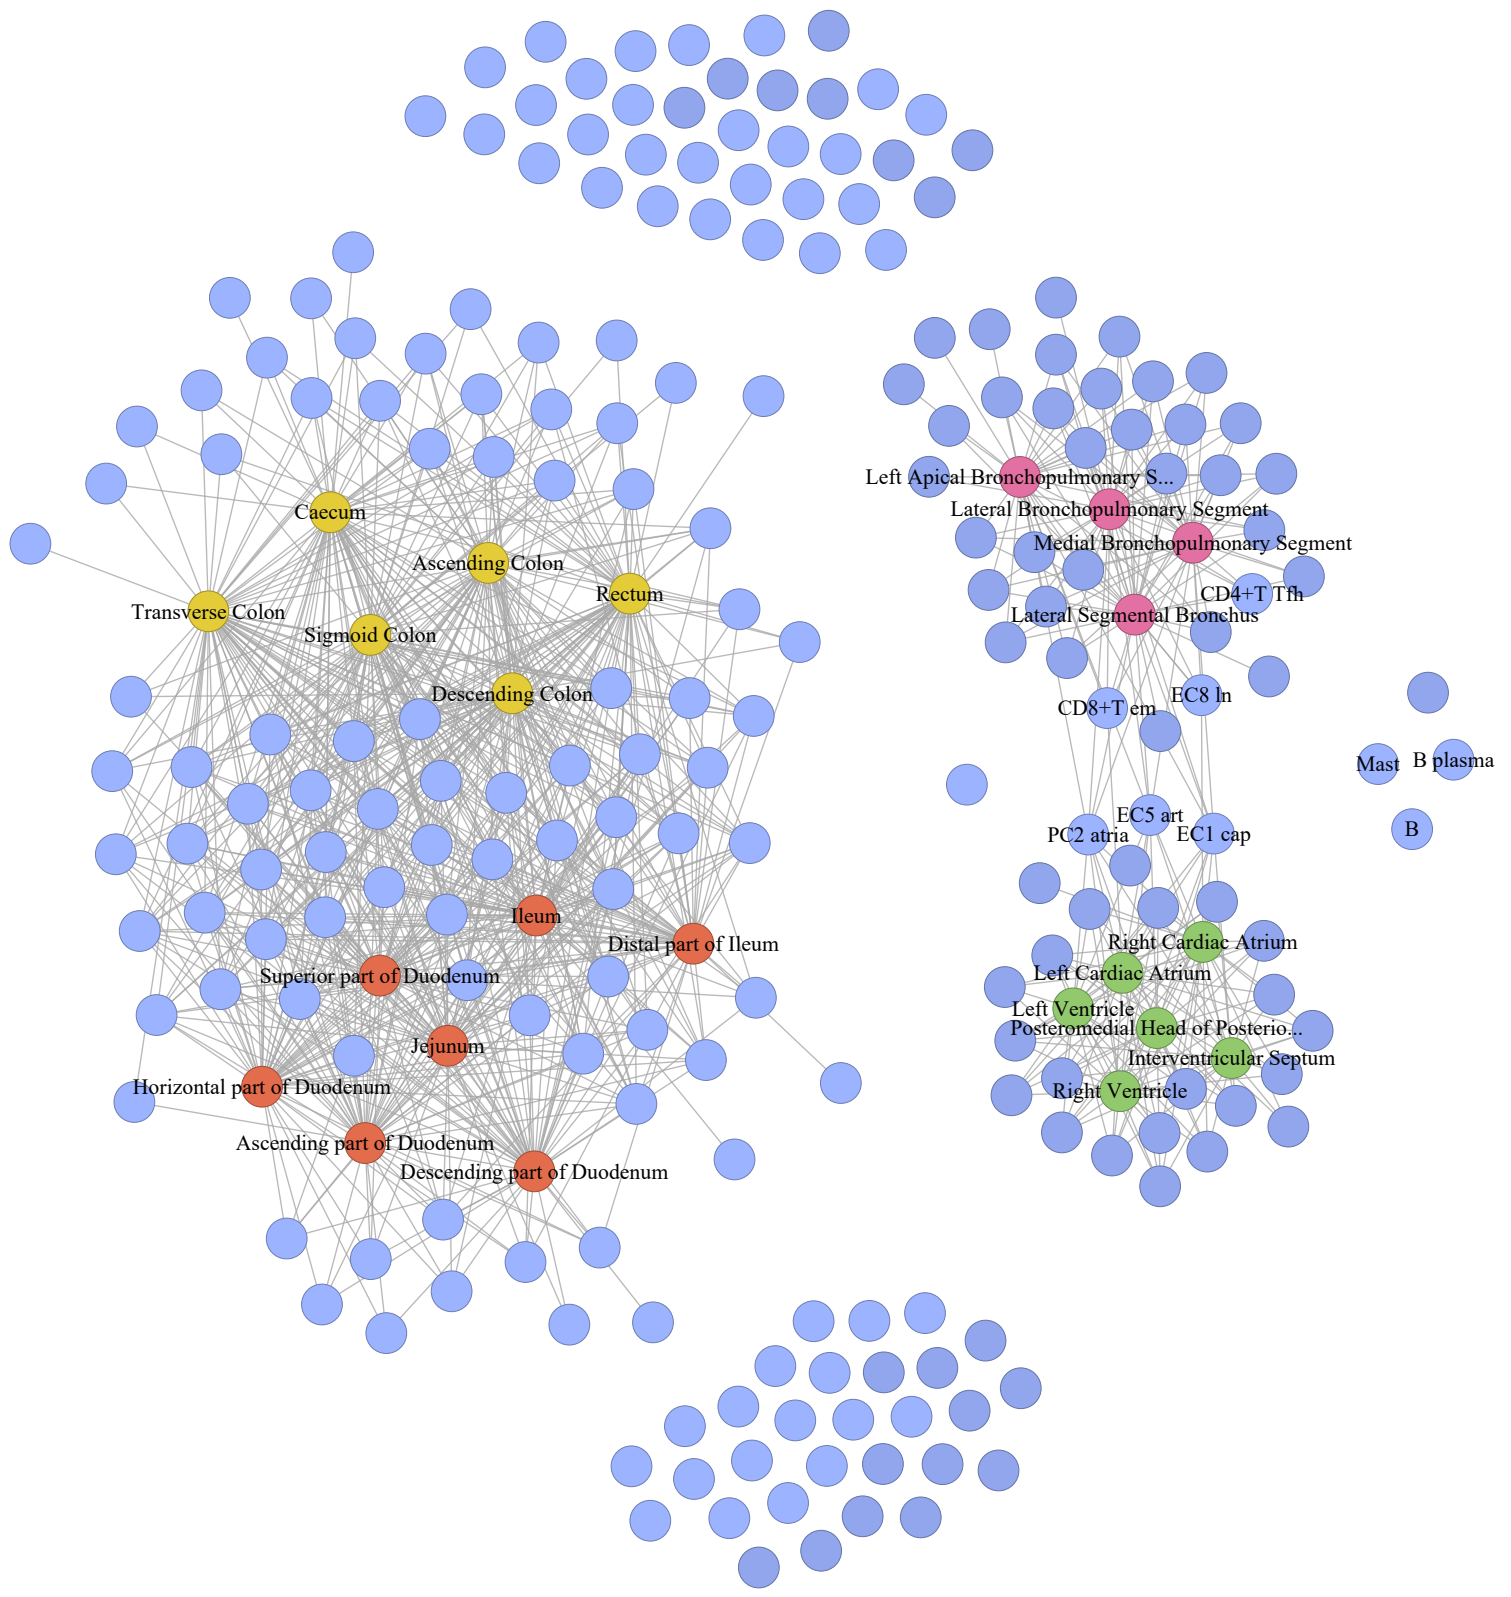 Left Apical Bronchopulmonary S...
Lateral Bronchopulmonary Segment
Caecum
Medial Bronchopulmonary Segment
Ascending Colon
Rectum
CD4+T Tfh
Transverse Colon
Lateral Segmental Bronchus
Sigmoid Colon
Descending Colon
EC8 ln
CD8+T em
Mast
B plasma
EC5 art
PC2 atria
EC1 cap
B
Ileum
Distal part of Ileum
Right Cardiac Atrium
Superior part of Duodenum
Left Cardiac Atrium
Left Ventricle
Posteromedial Head of Posterio...
Jejunum
Interventricular Septum
Horizontal part of Duodenum
Right Ventricle
Ascending part of Duodenum
Descending part of Duodenum